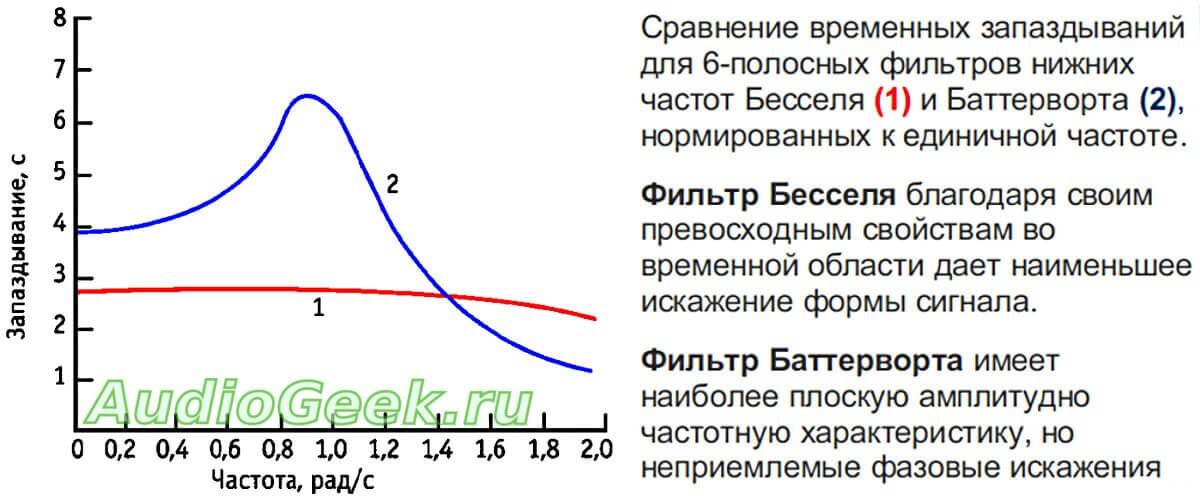 8
7
6
5
4
3
2
1
Запаздывание, с
2
1
AudioGeek.ru
0 0,2 0,4 0,6 0,8 1,0 1,2 1,4 1,6 1,8 2,0
Частота, рад/с
Сравнение временных запаздываний
для 6-полосных фильтров нижних
частот Бесселя (1) и Баттерворта (2),
нормированных к единичной частоте.
Фильтр Бесселя благодаря своим
превосходным свойствам во
временной области дает наименьшее
искажение формы сигнала.
Фильтр Баттерворта имеет
наиболее плоскую амплитудно
частотную характеристику, но
неприемлемые фазовые искажения